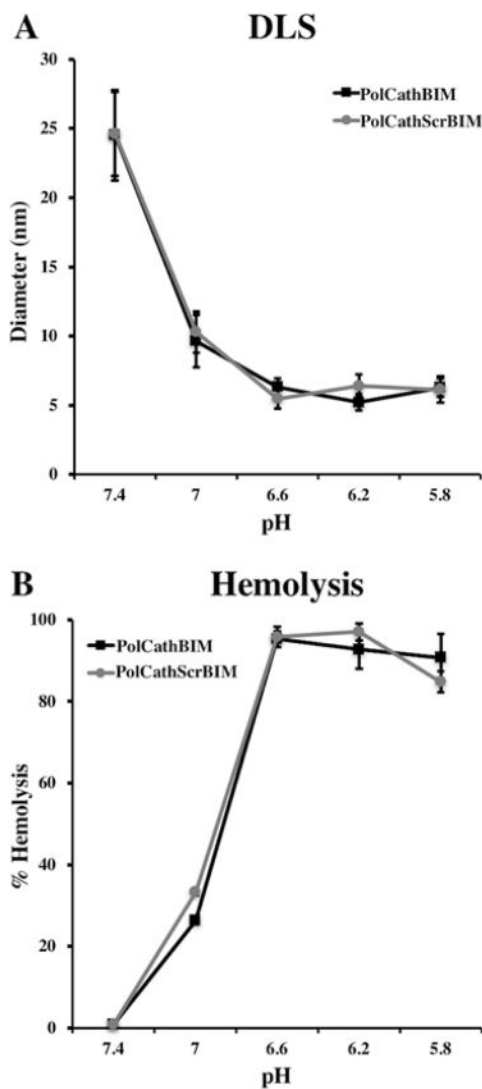 A
DLS
30
25
20
15
10
5
0
Diameter (nm)
PolCathBIM
PolCathScrBIM
7.4 7 6.6 6.2 5.8
pH
B
Hemolysis
100
80
60
40
20
0
% Hemolysis
PolCathBIM
PolCathScrBIM
7.4 7 6.6 6.2 5.8
pH